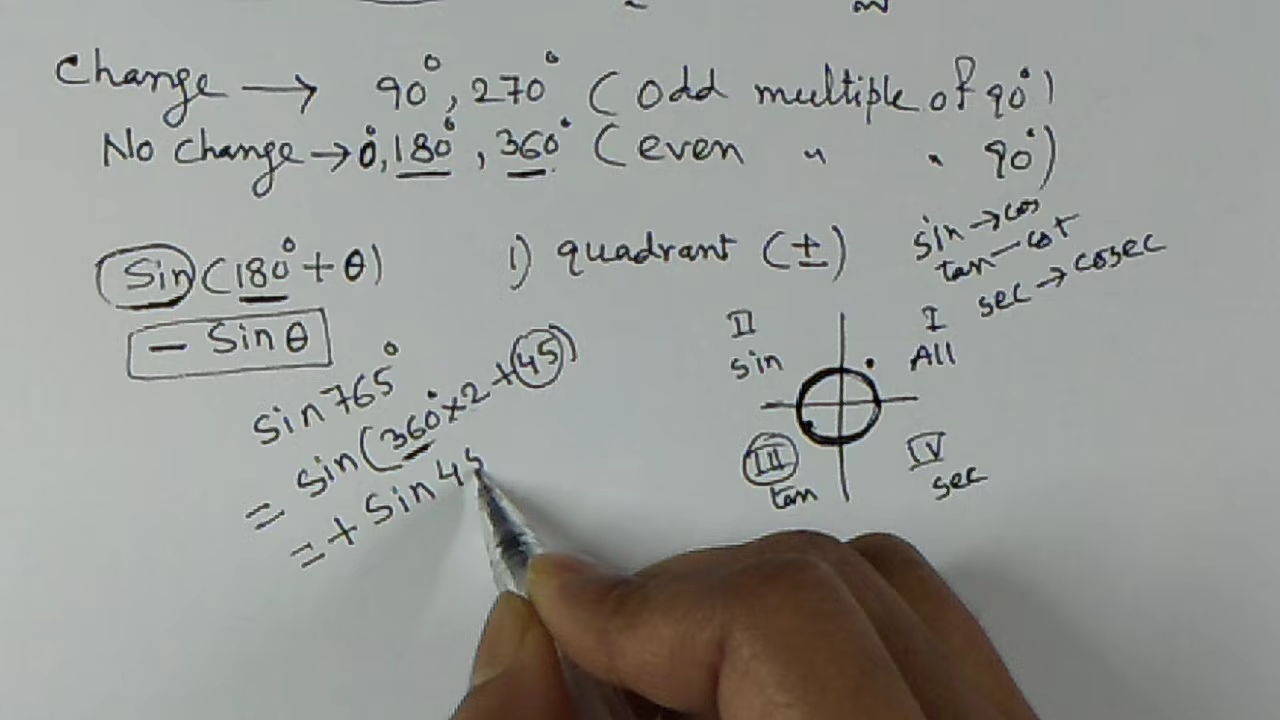 Change → 90°, 270° (odd multiple of 90°)
No change → 0°, 180°, 360° (even " " 90°)
Sin (180° + θ)
1) quadrant (±)
sin → cos
tan — cot
sec → cosec
- Sinθ
II
sin
I
All
III
tan
IV
sec
sin 765°
= sin (360° × 2 + 45)
= + Sin 45